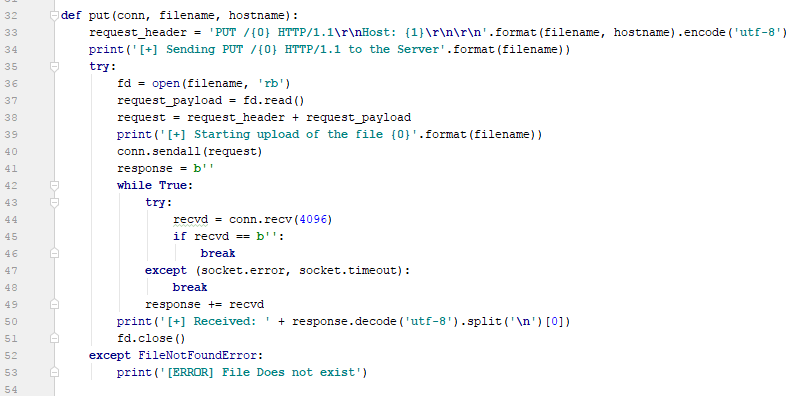 32 def put(conn, filename, hostname):
33     request_header = 'PUT /{0} HTTP/1.1\r\nHost: {1}\r\n\r\n'.format(filename, hostname).encode('utf-8')
34     print('[+] Sending PUT /{0} HTTP/1.1 to the Server'.format(filename))
35     try:
36         fd = open(filename, 'rb')
37         request_payload = fd.read()
38         request = request_header + request_payload
39         print('[+] Starting upload of the file {0}'.format(filename))
40         conn.sendall(request)
41         response = b''
42         while True:
43             try:
44                 recvd = conn.recv(4096)
45                 if recvd == b'':
46                     break
47             except (socket.error, socket.timeout):
48                 break
49             response += recvd
50         print('[+] Received: ' + response.decode('utf-8').split('\n')[0])
51         fd.close()
52     except FileNotFoundError:
53         print('[ERROR] File Does not exist')
54